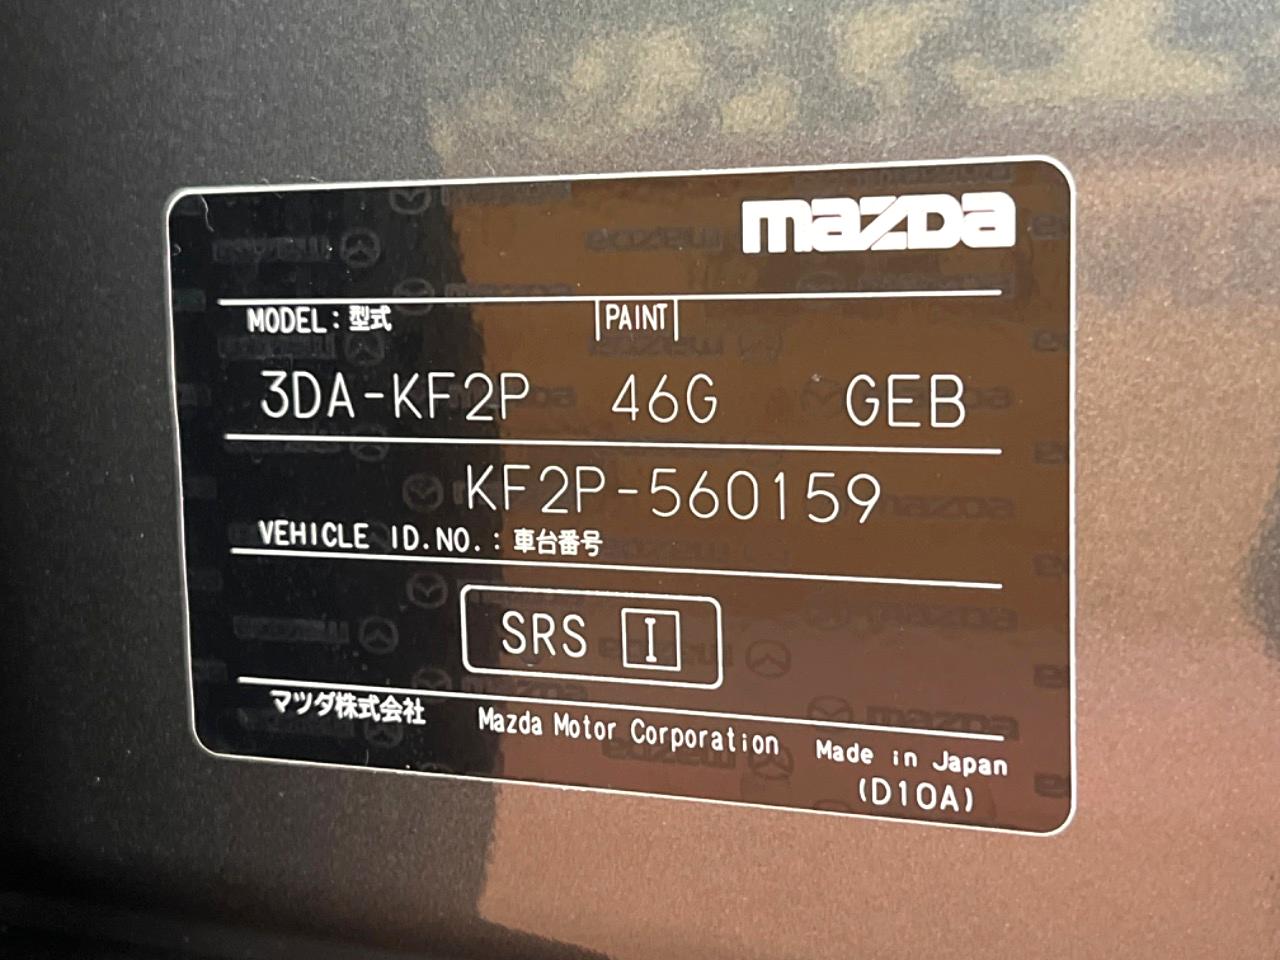 mazda
MODEL:型式 PAINT
3DA-KF2P 46G GEB
KF2P-560159
VEHICLE ID.NO.:車台番号
SRS I
マツダ株式会社 Mazda Motor Corporation Made in Japan
(D10A)